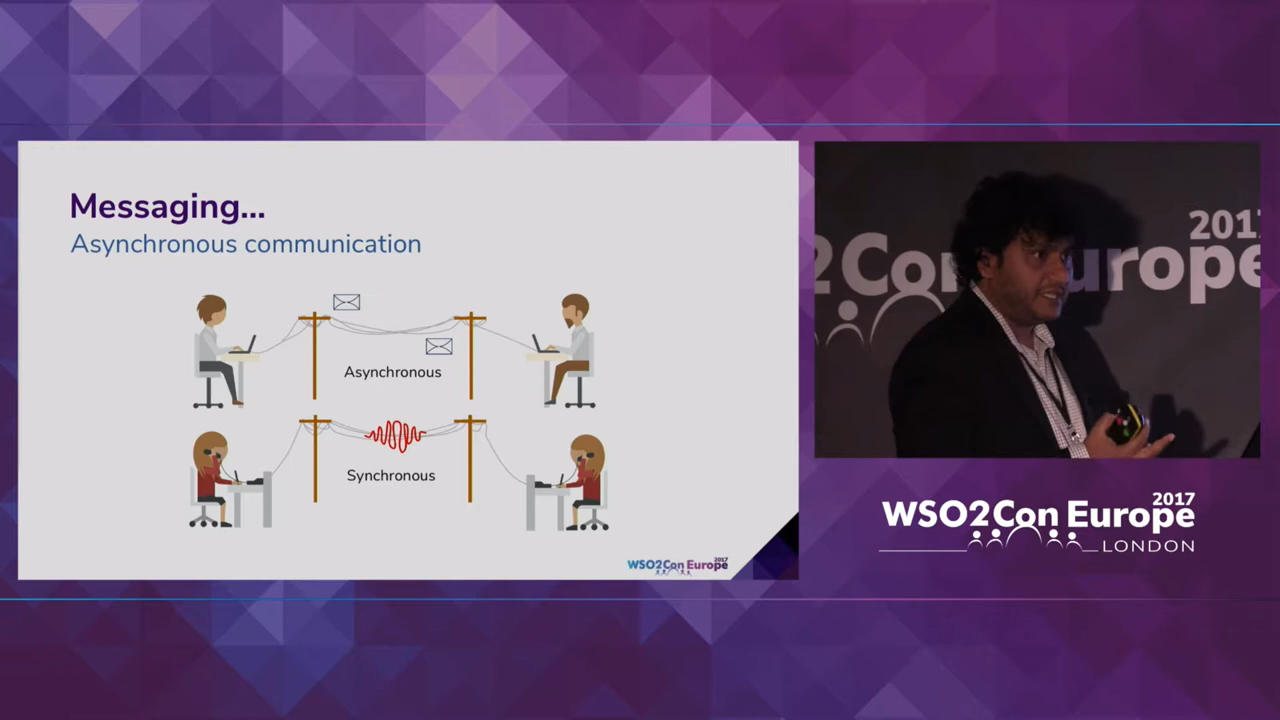 Messaging...
Asynchronous communication
Asynchronous
Synchronous
WSO2Con Europe
2017
2017
2Con Europe
2017
WSO2Con Europe
LONDON